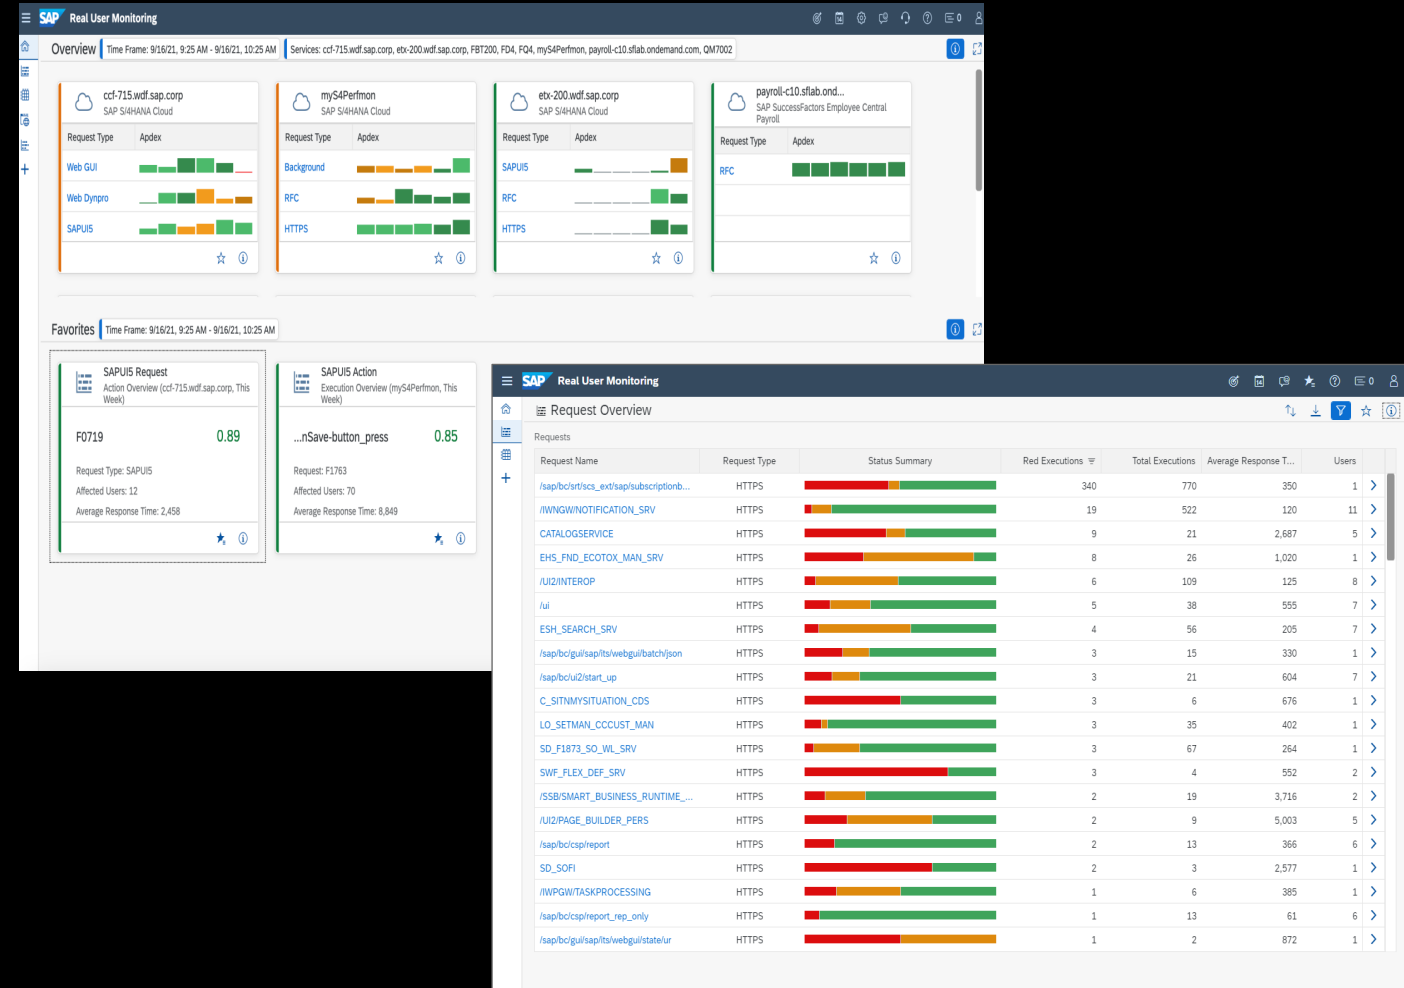 SAP Real User Monitoring
14
0
Overview Time Frame: 9/16/21, 9:25 AM - 9/16/21, 10:25 AM Services: ccf-715.wdf.sap.corp, etx-200.wdf.sap.corp, FBT200, FD4, FQ4, myS4Perfmon, payroll-c10.sflab.ondemand.com, QM7002
ccf-715.wdf.sap.corp
SAP S/4HANA Cloud
Request Type Apdex
Web GUI
Web Dynpro
SAPUI5
myS4Perfmon
SAP S/4HANA Cloud
Request Type Apdex
Background
RFC
HTTPS
etx-200.wdf.sap.corp
SAP S/4HANA Cloud
Request Type Apdex
SAPUI5
RFC
HTTPS
payroll-c10.sflab.ond...
SAP SuccessFactors Employee Central
Payroll
Request Type Apdex
RFC
Favorites Time Frame: 9/16/21, 9:25 AM - 9/16/21, 10:25 AM
SAPUI5 Request
Action Overview (ccf-715.wdf.sap.corp, This
Week)
F0719 0.89
Request Type: SAPUI5
Affected Users: 12
Average Response Time: 2,458
SAPUI5 Action
Execution Overview (myS4Perfmon, This
Week)
...nSave-button_press 0.85
Request: F1763
Affected Users: 70
Average Response Time: 8,849
SAP Real User Monitoring
14
0
Request Overview
Requests
Request Name Request Type Status Summary Red Executions Total Executions Average Response T... Users
/sap/bc/srt/scs_ext/sap/subscriptionb... HTTPS 340 770 350 1
/IWNGW/NOTIFICATION_SRV HTTPS 19 522 120 11
CATALOGSERVICE HTTPS 9 21 2,687 5
EHS_FND_ECOTOX_MAN_SRV HTTPS 8 26 1,020 1
/UI2/INTEROP HTTPS 6 109 125 8
/ui HTTPS 5 38 555 7
ESH_SEARCH_SRV HTTPS 4 56 205 7
/sap/bc/gui/sap/its/webgui/batch/json HTTPS 3 15 330 1
/sap/bc/ui2/start_up HTTPS 3 21 604 7
C_SITNMYSITUATION_CDS HTTPS 3 6 676 1
LO_SETMAN_CCCUST_MAN HTTPS 3 35 402 1
SD_F1873_SO_WL_SRV HTTPS 3 67 264 1
SWF_FLEX_DEF_SRV HTTPS 3 4 552 2
/SSB/SMART_BUSINESS_RUNTIME_... HTTPS 2 19 3,716 2
/UI2/PAGE_BUILDER_PERS HTTPS 2 9 5,003 5
/sap/bc/csp/report HTTPS 2 13 366 6
SD_SOFI HTTPS 2 3 2,577 1
/IWPGW/TASKPROCESSING HTTPS 1 6 385 1
/sap/bc/csp/report_rep_only HTTPS 1 13 61 6
/sap/bc/gui/sap/its/webgui/state/ur HTTPS 1 2 872 1